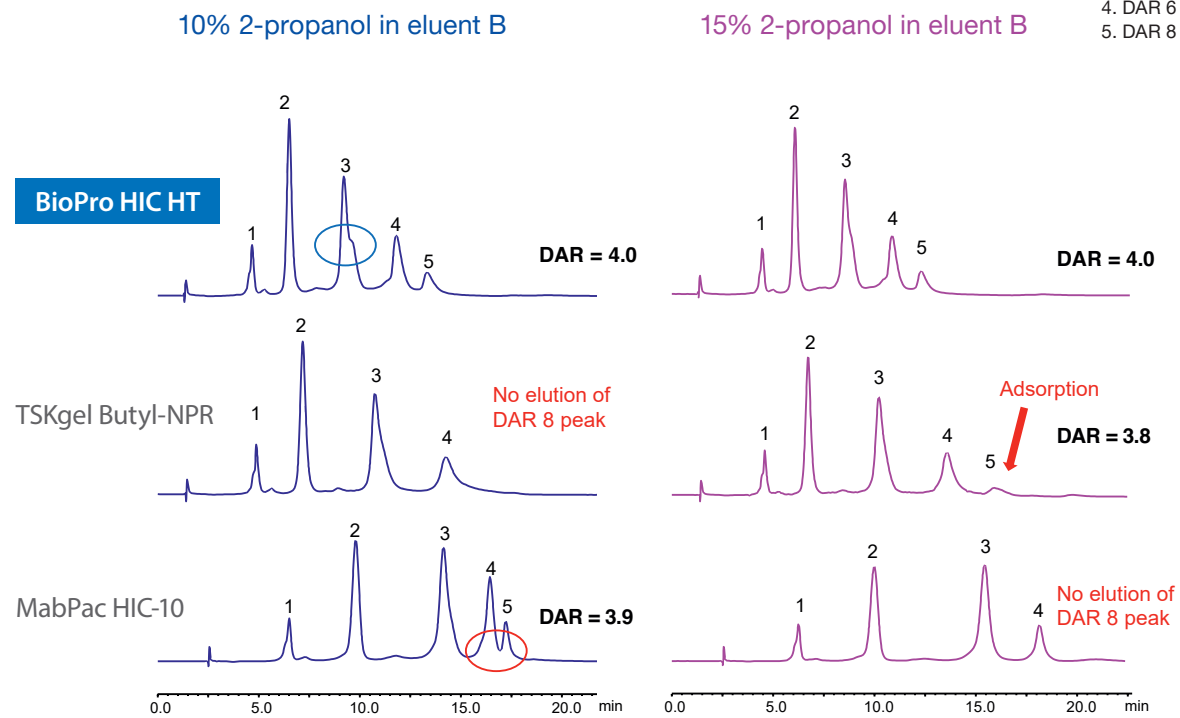 10% 2-propanol in eluent B
15% 2-propanol in eluent B
4. DAR 6
5. DAR 8
BioPro HIC HT
1
2
3
4
5
DAR = 4.0
1
2
3
4
5
DAR = 4.0
TSKgel Butyl-NPR
1
2
3
4
No elution of
DAR 8 peak
1
2
3
4
5
Adsorption
DAR = 3.8
MabPac HIC-10
1
2
3
4
5
DAR = 3.9
1
2
3
4
No elution of
DAR 8 peak
0.0 5.0 10.0 15.0 20.0 min
0.0 5.0 10.0 15.0 20.0 min